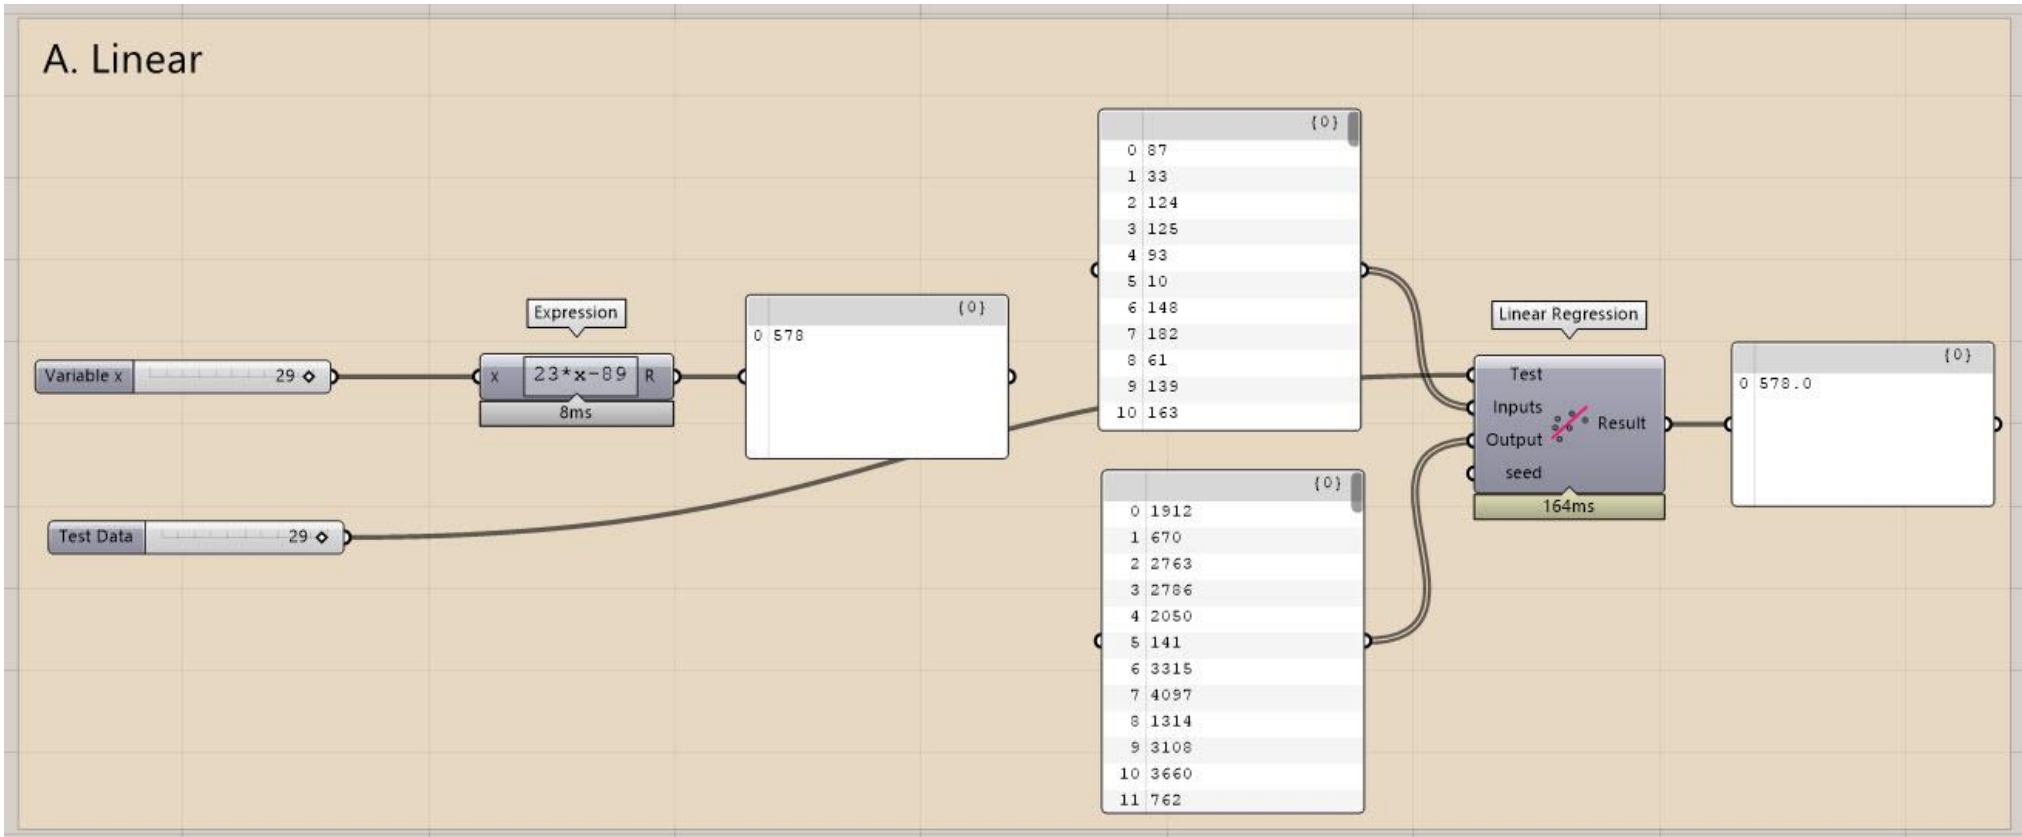 A. Linear
Variable x 29
Expression
x 23*x-89 R
8ms
{0}
0 578
Test Data 29
{0}
0 87
1 33
2 124
3 125
4 93
5 10
6 148
7 182
8 61
9 139
10 163
{0}
0 1912
1 670
2 2763
3 2786
4 2050
5 141
6 3315
7 4097
8 1314
9 3108
10 3660
11 762
Linear Regression
Test
Inputs
Output
seed
Result
164ms
{0}
0 578.0